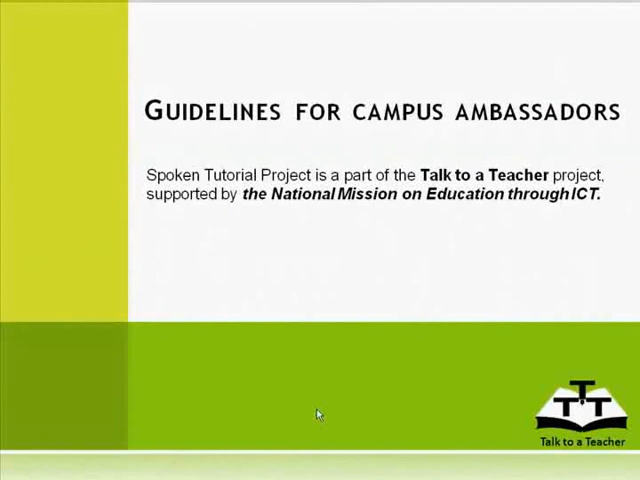 GUIDELINES FOR CAMPUS AMBASSADORS
Spoken Tutorial Project is a part of the Talk to a Teacher project,
supported by the National Mission on Education through ICT.
TTT
Talk to a Teacher